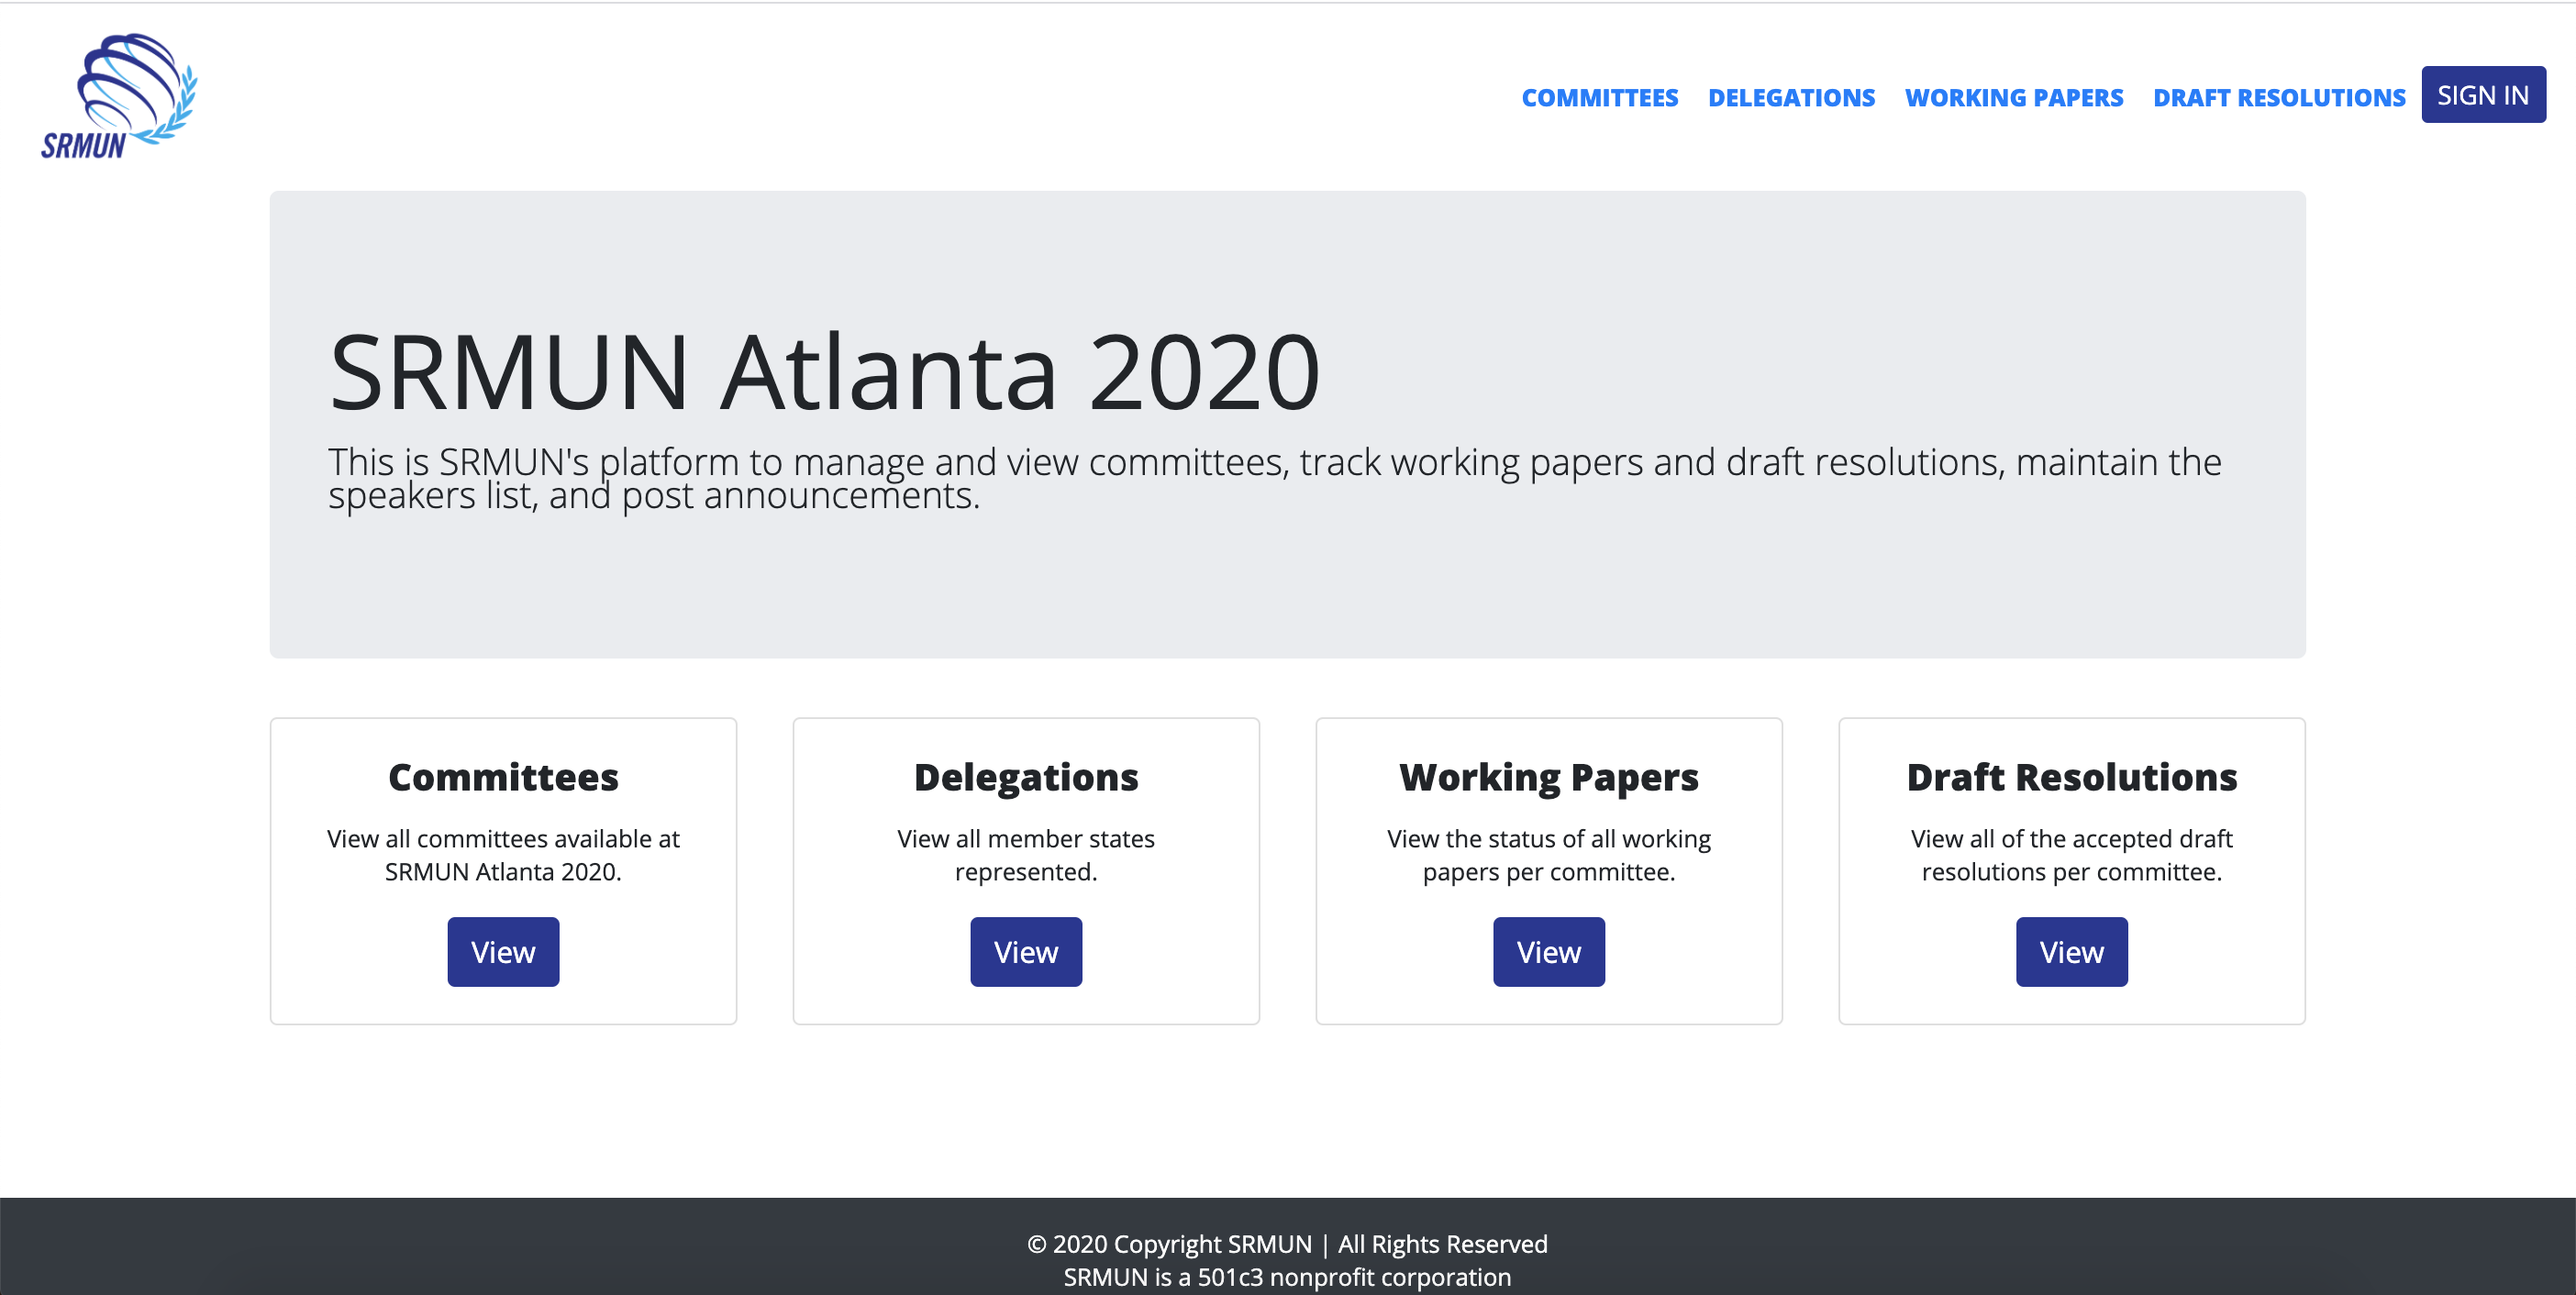 SRMUN
COMMITTEES DELEGATIONS WORKING PAPERS DRAFT RESOLUTIONS SIGN IN
SRMUN Atlanta 2020
This is SRMUN's platform to manage and view committees, track working papers and draft resolutions, maintain the
speakers list, and post announcements.
Committees
View all committees available at
SRMUN Atlanta 2020.
View
Delegations
View all member states
represented.
View
Working Papers
View the status of all working
papers per committee.
View
Draft Resolutions
View all of the accepted draft
resolutions per committee.
View
© 2020 Copyright SRMUN | All Rights Reserved
SRMUN is a 501c3 nonprofit corporation